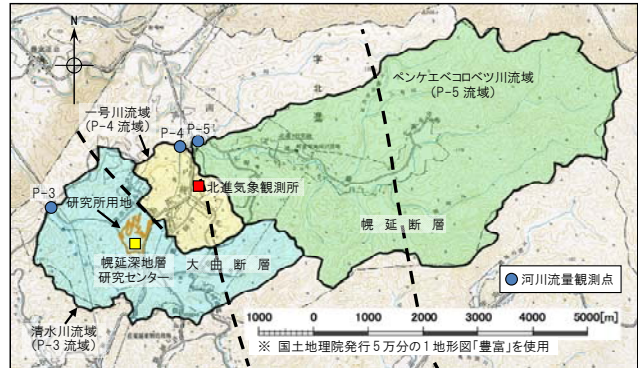 N
ペンケエベコロベツ川流域
(P-5 流域)
一号川流域
(P-4 流域)
P-4
P-5
P-3
北進気象観測所
研究所用地
幌延深地層
研究センター
大曲断層
幌延断層
清水川流域
(P-3 流域)
河川流量観測点
1000 0 1000 2000 3000 4000 5000[m]
※ 国土地理院発行5万分の1地形図「豊富」を使用